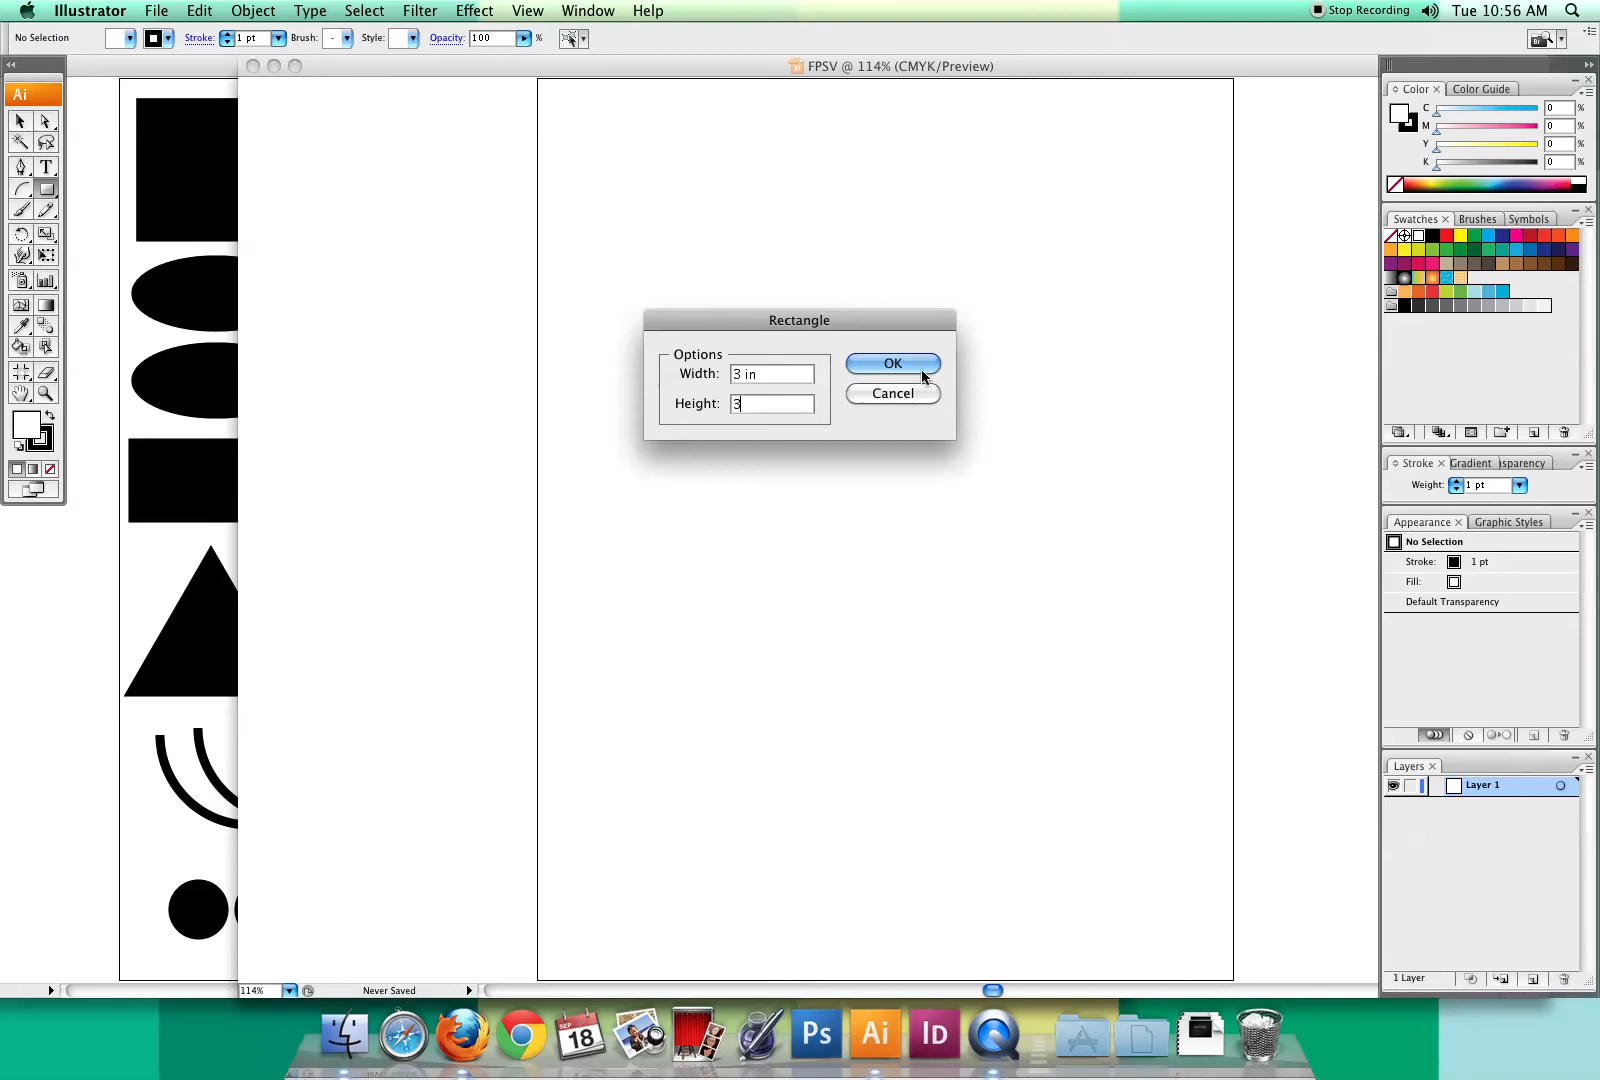 Illustrator File Edit Object Type Select Filter Effect View Window Help Stop Recording Tue 10:56 AM
No Selection Stroke: 1 pt Brush: Style: Opacity: 100 %
FPSV @ 114% (CMYK/Preview)
Ai
T
Rectangle
Options
Width: 3 in
Height: 3
OK
Cancel
Color Color Guide
C 0 %
M 0 %
Y 0 %
K 0 %
Swatches Brushes Symbols
Stroke Gradient sparency
Weight: 1 pt
Appearance Graphic Styles
No Selection
Stroke: 1 pt
Fill:
Default Transparency
Layers
Layer 1
1 Layer
114% Never Saved
SEP
18
Ps
Ai
Id